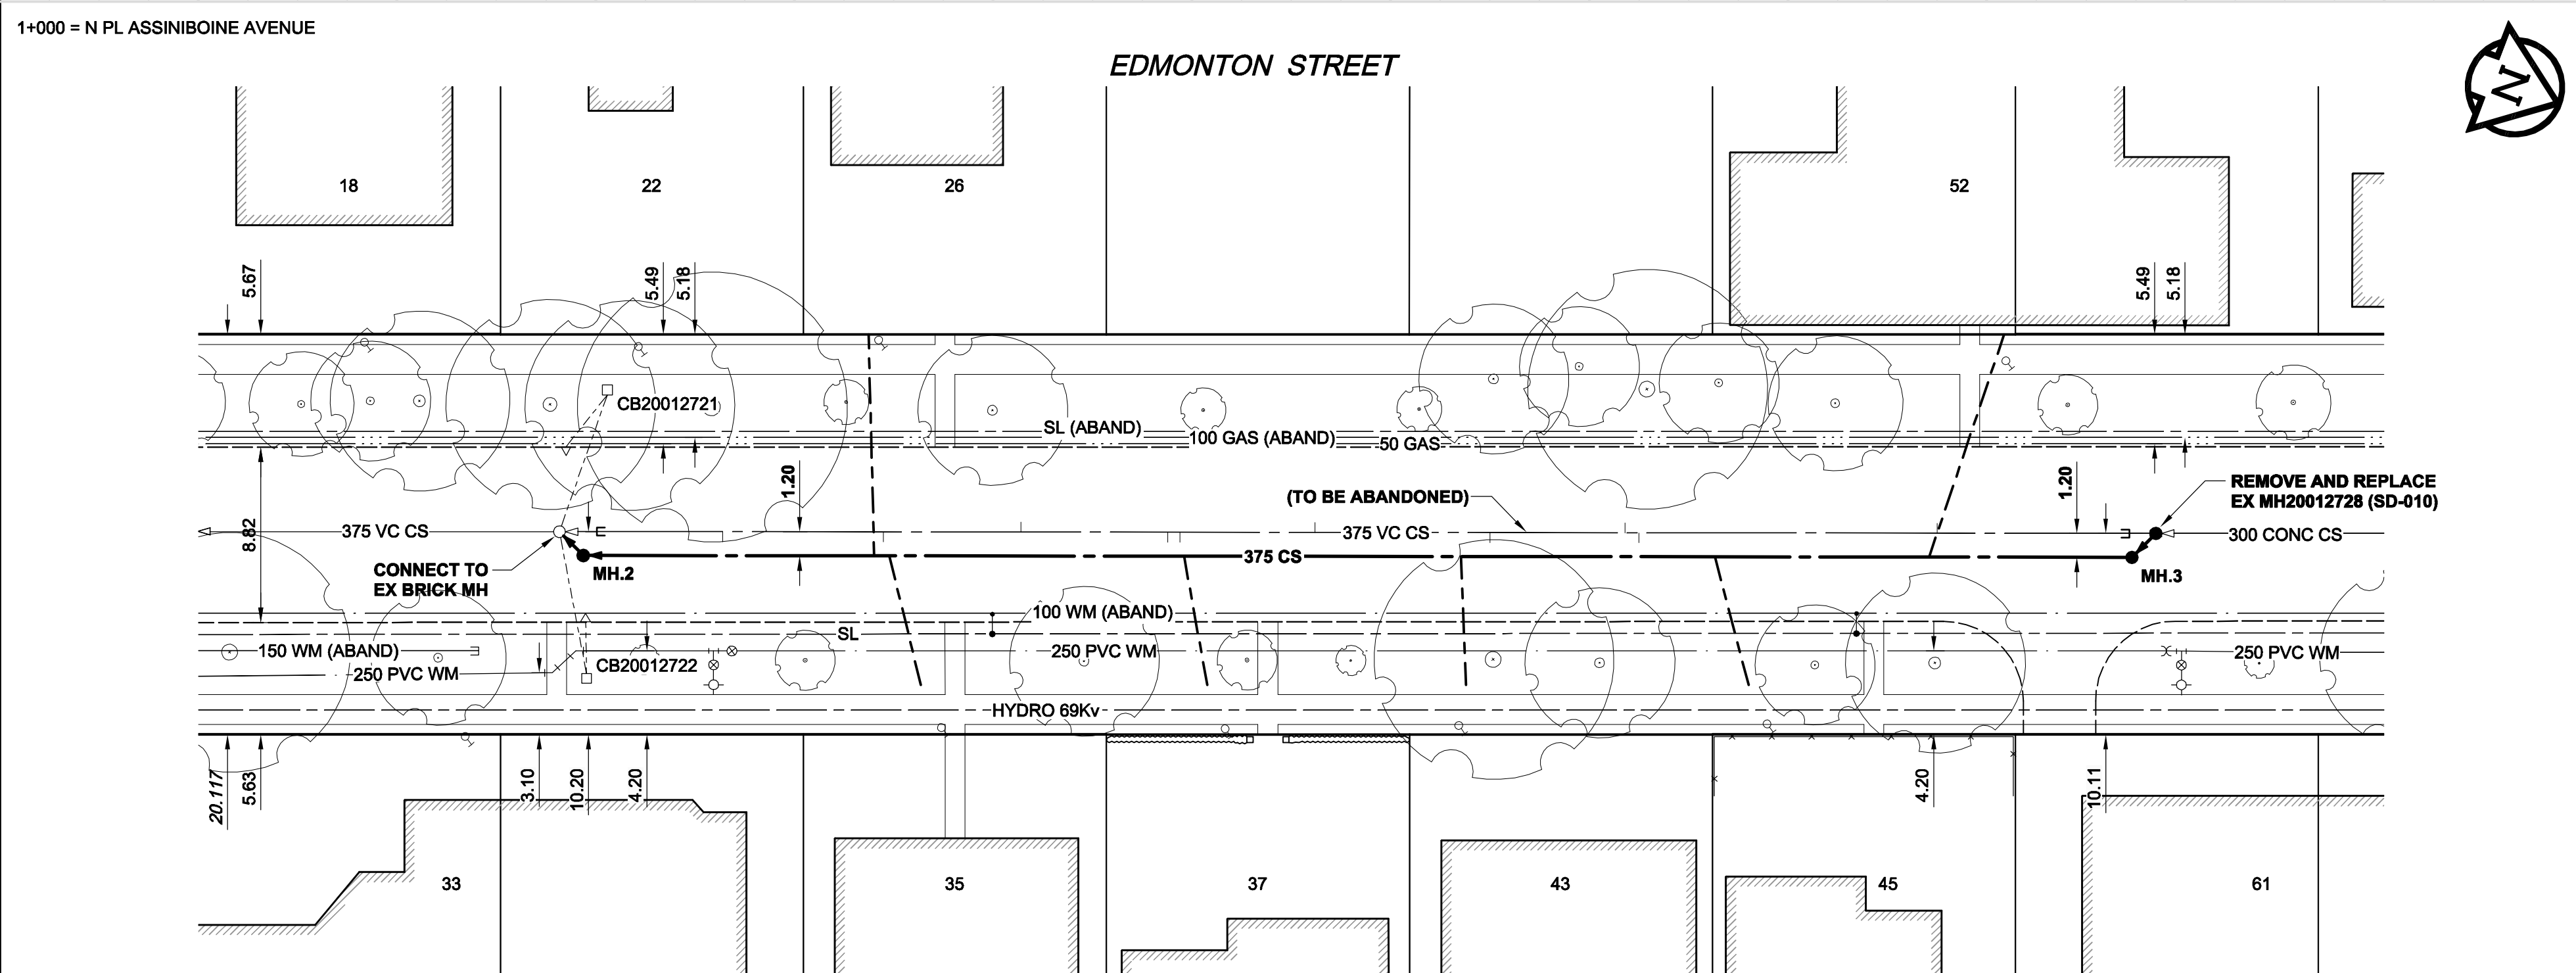 1+000 = N PL ASSINIBOINE AVENUE
EDMONTON STREET
N
18
22
26
52
5.67
5.49
5.18
5.49
5.18
CB20012721
SL (ABAND)
100 GAS (ABAND)
50 GAS
1.20
(TO BE ABANDONED)
1.20
REMOVE AND REPLACE
EX MH20012728 (SD-010)
8.82
375 VC CS
375 VC CS
300 CONC CS
375 CS
CONNECT TO
EX BRICK MH
MH.2
MH.3
100 WM (ABAND)
SL
150 WM (ABAND)
250 PVC WM
CB20012722
250 PVC WM
250 PVC WM
HYDRO 69Kv
20.117
5.63
3.10
10.20
4.20
4.20
10.11
33
35
37
43
45
61